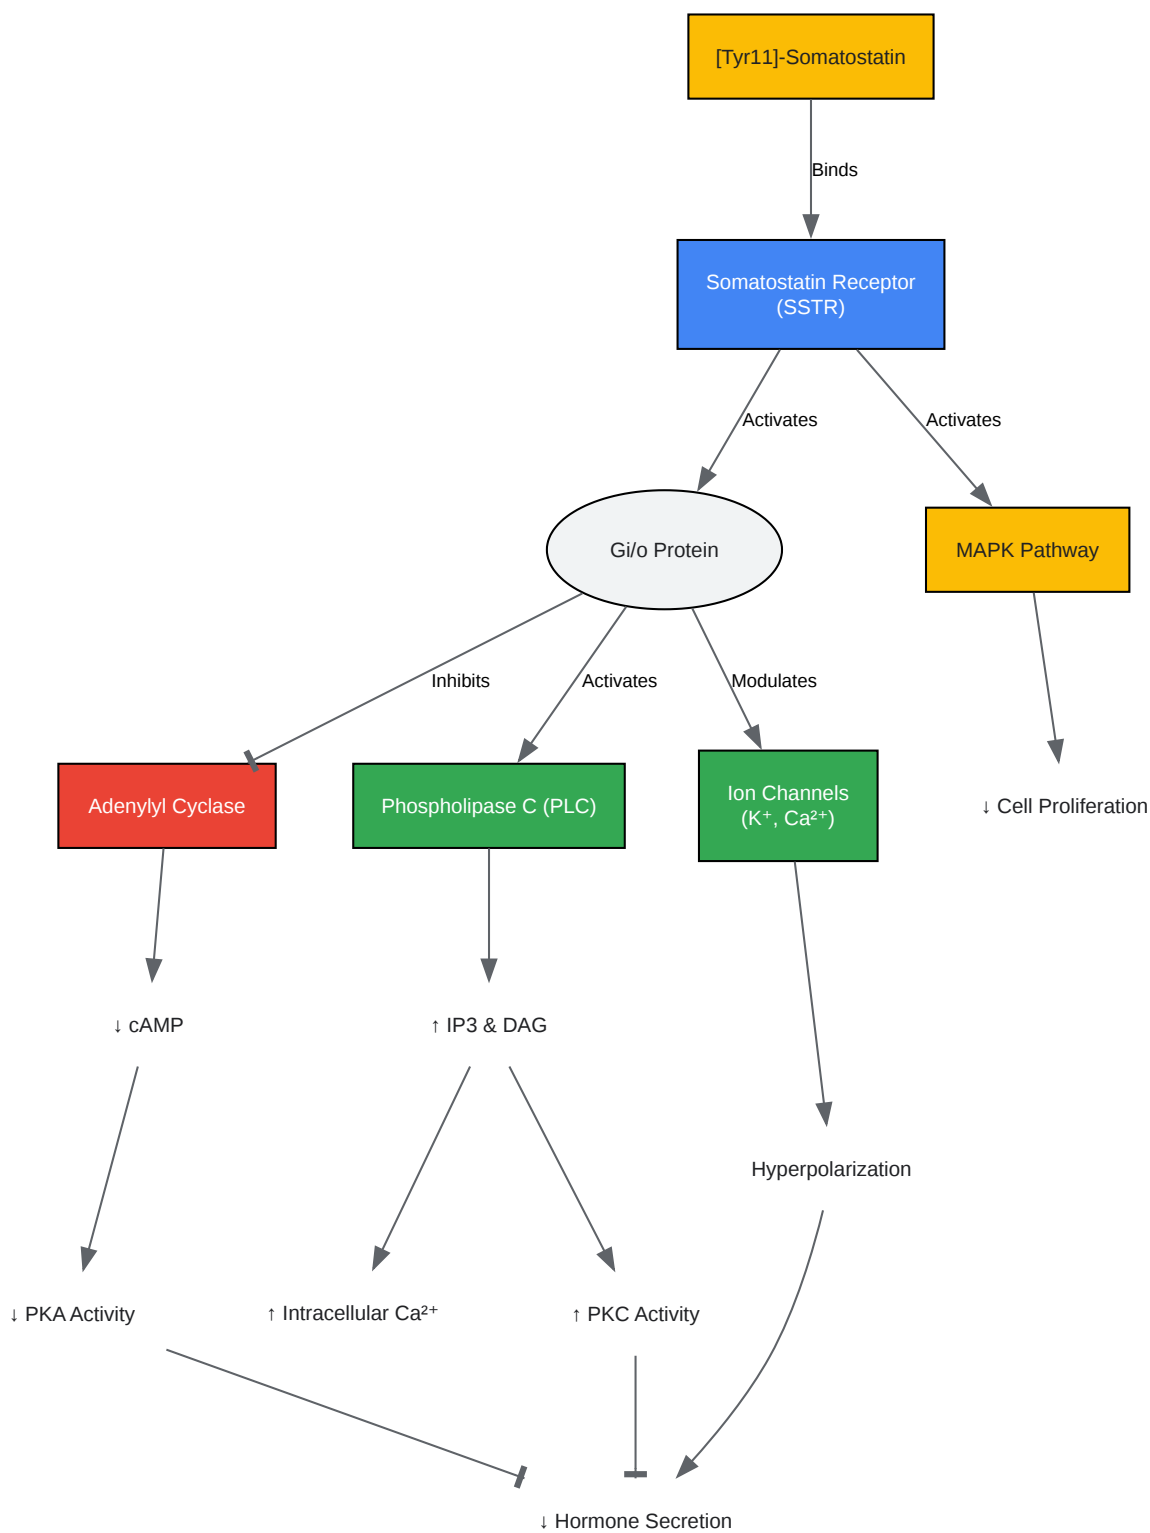 [Tyr11]-Somatostatin
Binds
Somatostatin Receptor
(SSTR)
Activates
Activates
Gi/o Protein
MAPK Pathway
Inhibits
Activates
Modulates
Adenylyl Cyclase
Phospholipase C (PLC)
Ion Channels
(K⁺, Ca²⁺)
↓ Cell Proliferation
↓ cAMP
↑ IP3 & DAG
Hyperpolarization
↓ PKA Activity
↑ Intracellular Ca²⁺
↑ PKC Activity
↓ Hormone Secretion